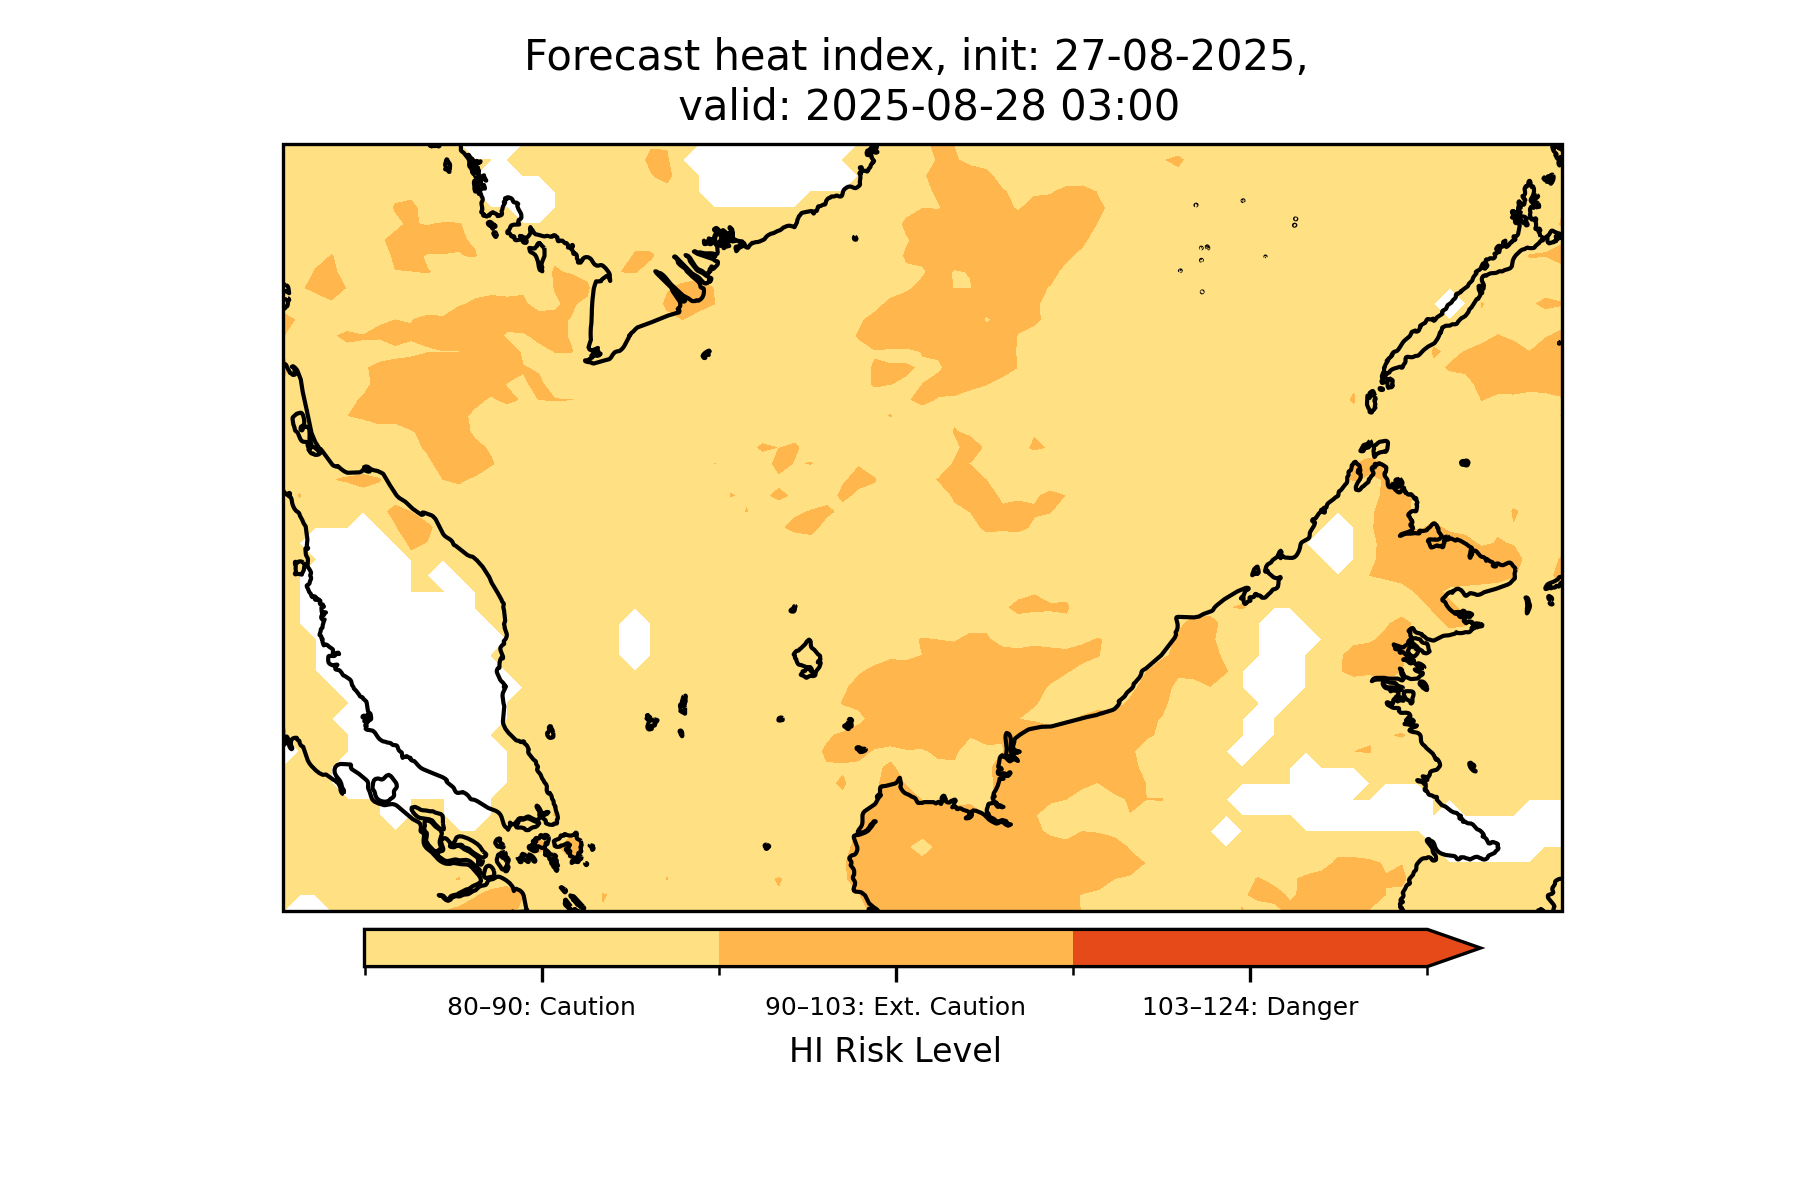 Forecast heat index, init: 27-08-2025,
valid: 2025-08-28 03:00
80–90: Caution
90–103: Ext. Caution
103–124: Danger
HI Risk Level